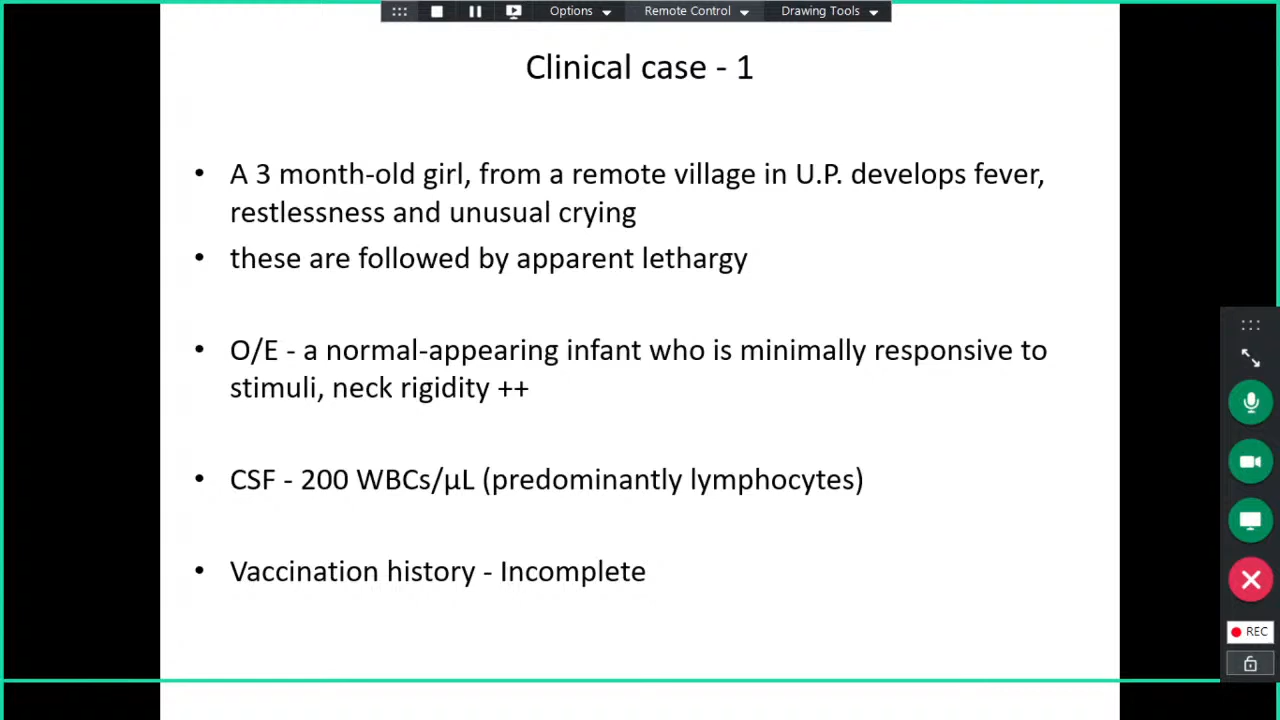 Options Remote Control Drawing Tools
Clinical case - 1
• A 3 month-old girl, from a remote village in U.P. develops fever,
restlessness and unusual crying
• these are followed by apparent lethargy
• O/E - a normal-appearing infant who is minimally responsive to
stimuli, neck rigidity ++
• CSF - 200 WBCs/µL (predominantly lymphocytes)
• Vaccination history - Incomplete
REC